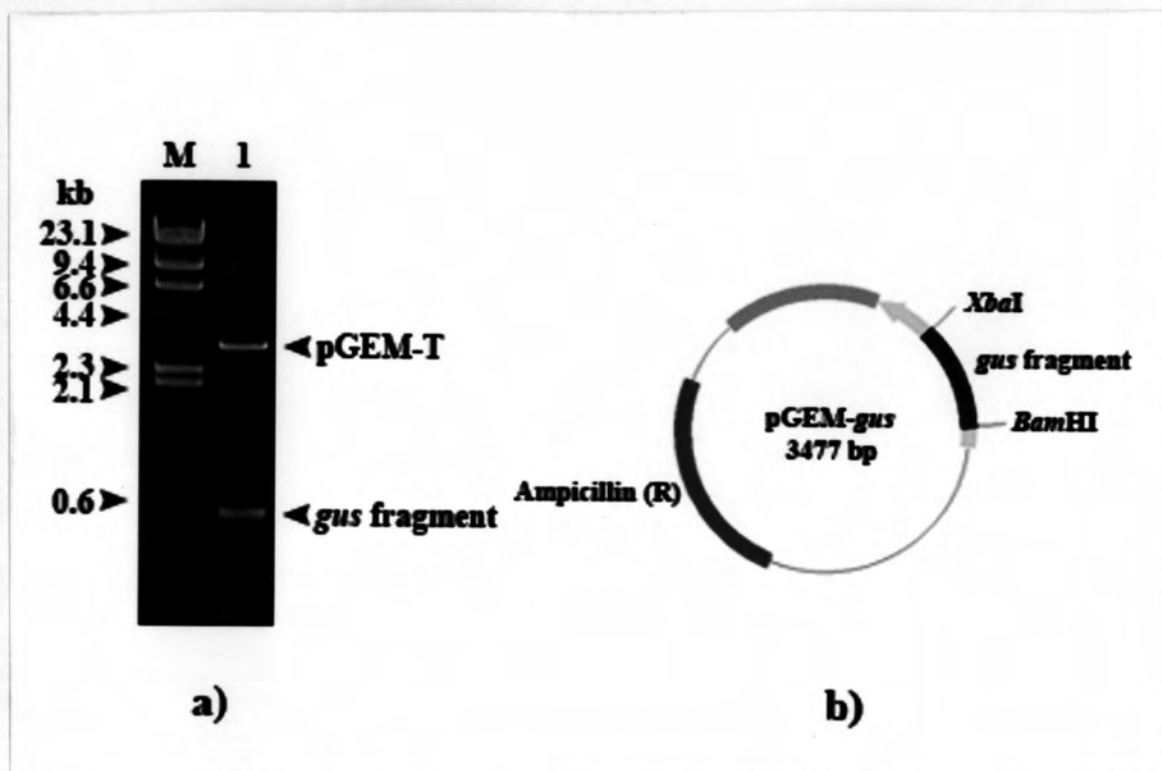 M 1
kb
23.1
9.4
6.6
4.4
2.3
2.1
0.6
pGEM-T
gus fragment
a)
XbaI
gus fragment
BamHI
pGEM-gus
3477 bp
Ampicillin (R)
b)